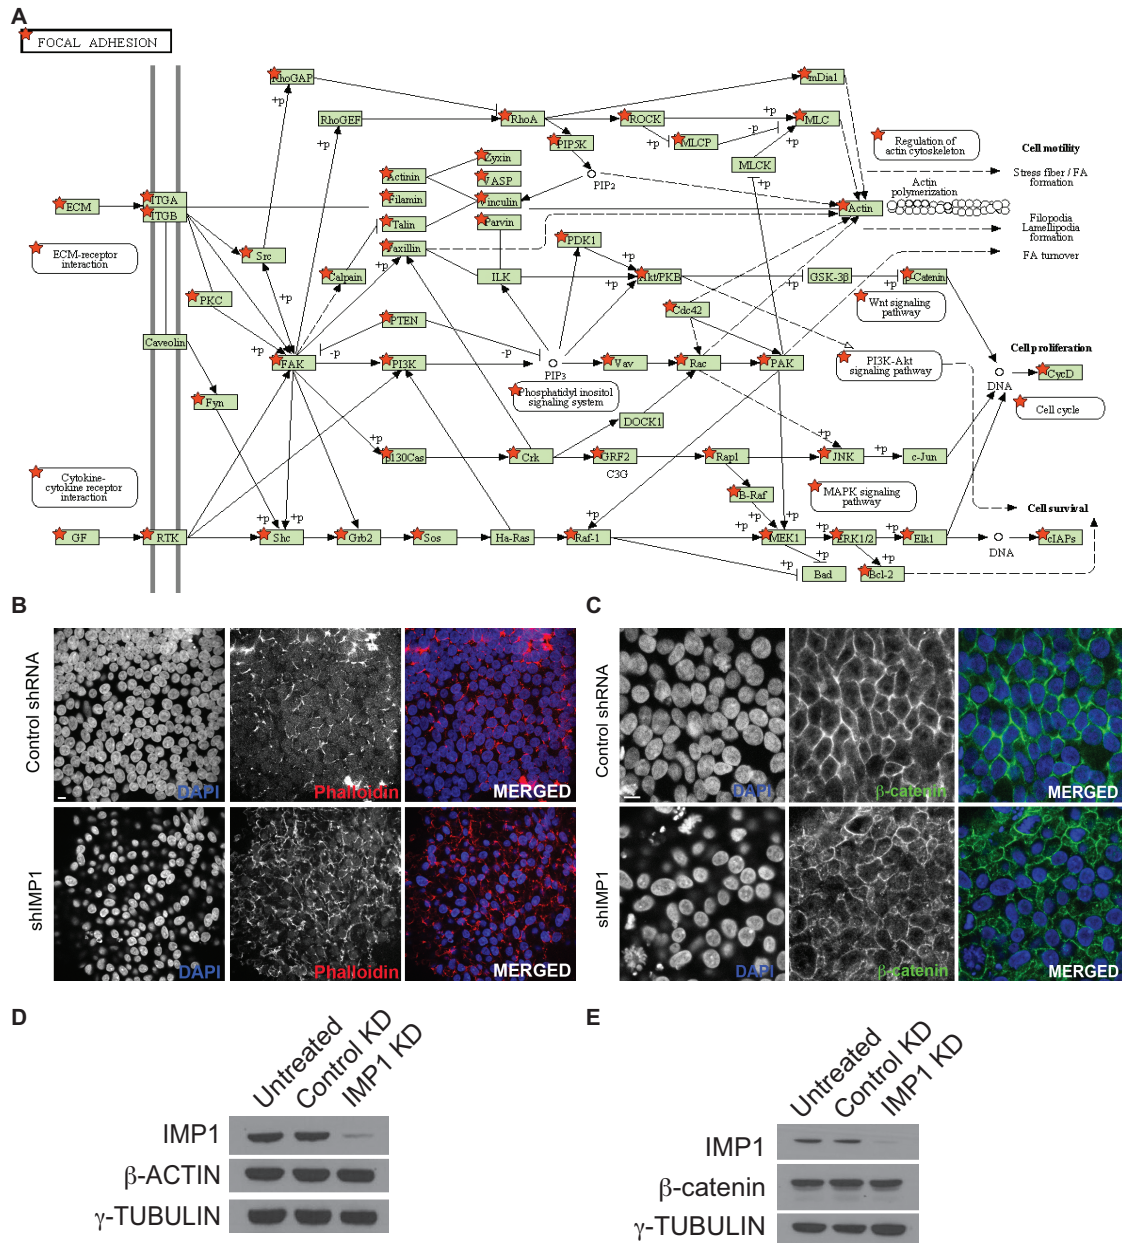 A
FOCAL ADHESION
RhoGAP
mDia1
+p
RhoGEF
RhoA
ROCK
+p
MLC
-p
+p
MLCP
+p
+p
PIP5K
MLCK
Regulation of
actin cytoskeleton
Cell motility
Zyxin
Actinin
VASP
PIP2
+p
Stress fiber / FA
formation
Actin
polymerization
ITGA
ECM
ITGB
Filamin
Vinculin
Actin
Talin
Parvin
Filopodia
Lamellipodia
formation
ECM-receptor
interaction
Src
Paxillin
PDK1
FA turnover
+p
+p
Calpain
ILK
+p
Akt/PKB
GSK-3β
+p
β-Catenin
+p
PKC
Cdc42
Wnt signaling
pathway
PTEN
+p
Caveolin
+p
-p
-p
FAK
PI3K
PIP3
Vav
Rac
PAK
PI3K-Akt
signaling pathway
Cell proliferation
CycD
DNA
Phosphatidyl inositol
signaling system
Fyn
DOCK1
Cell cycle
+p
+p
+p
p130Cas
Crk
GRF2
Rap1
JNK
c-Jun
C3G
Cytokine-
cytokine receptor
interaction
B-Raf
MAPK signaling
pathway
Cell survival
+p
+p
+p
+p
+p
+p
+p
GF
RTK
Shc
Grb2
Sos
Ha-Ras
Raf-1
MEK1
ERK1/2
Elk1
DNA
cIAPs
+p
+p
+p
Bad
Bcl-2
B
C
Control shRNA
DAPI
Phalloidin
MERGED
Control shRNA
DAPI
β-catenin
MERGED
shIMP1
DAPI
Phalloidin
MERGED
shIMP1
DAPI
β-catenin
MERGED
D
Untreated
Control KD
IMP1 KD
IMP1
β-ACTIN
γ-TUBULIN
E
Untreated
Control KD
IMP1 KD
IMP1
β-catenin
γ-TUBULIN